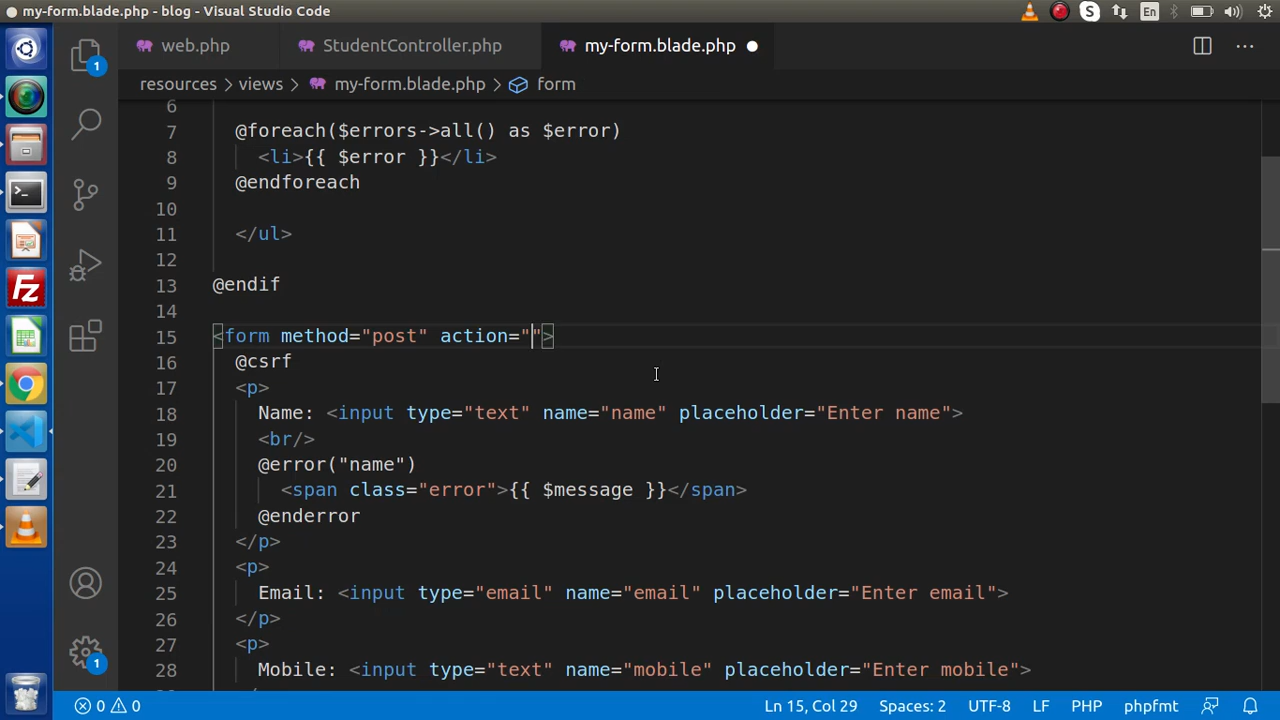 my-form.blade.php - blog - Visual Studio Code
S En
web.php StudentController.php my-form.blade.php
resources > views > my-form.blade.php > form
1
6
7 @foreach($errors->all() as $error)
8 <li>{{ $error }}</li>
9 @endforeach
10
11 </ul>
12
13 @endif
14
15 <form method="post" action="">
16 @csrf
17 <p>
18 Name: <input type="text" name="name" placeholder="Enter name">
19 <br/>
20 @error("name")
21 <span class="error">{{ $message }}</span>
22 @enderror
23 </p>
24 <p>
25 Email: <input type="email" name="email" placeholder="Enter email">
26 </p>
27 <p>
28 Mobile: <input type="text" name="mobile" placeholder="Enter mobile">
Fz
1
0 0 Ln 15, Col 29 Spaces: 2 UTF-8 LF PHP phpfmt